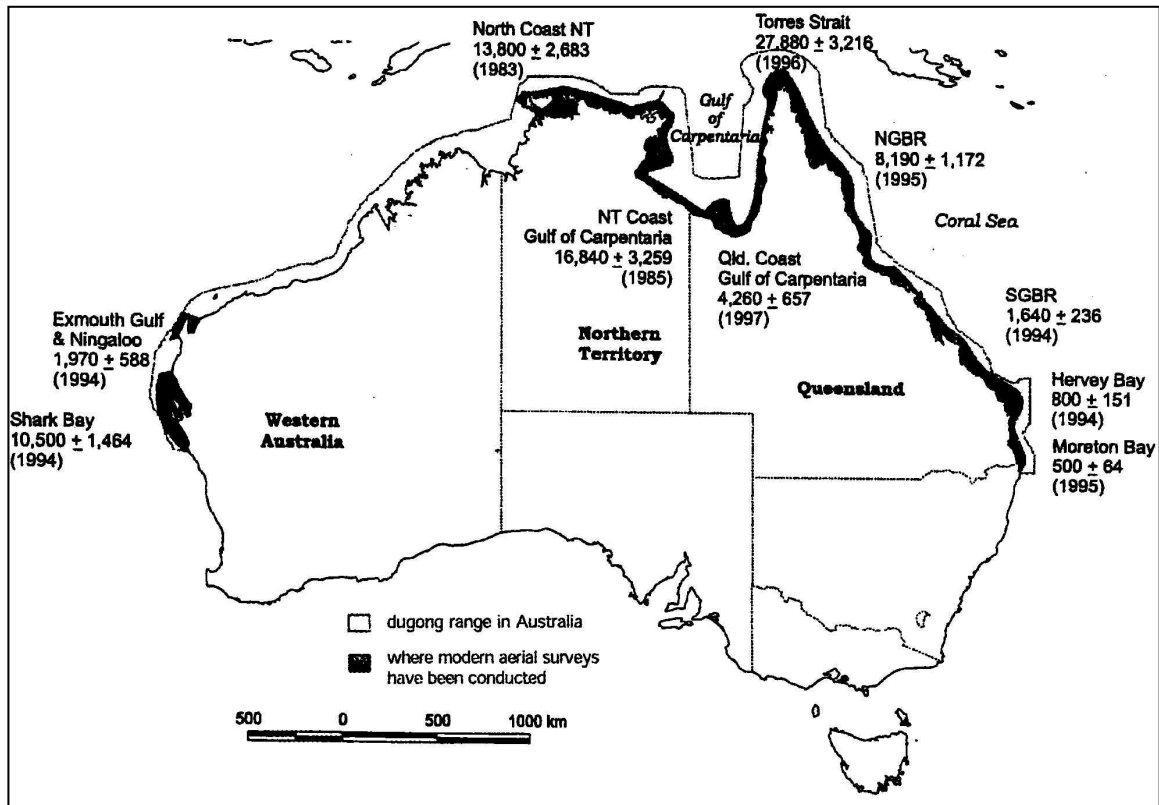 North Coast NT
13,800 ± 2,683
(1983)
Torres Strait
27,880 ± 3,216
(1996)
Gulf
of
Carpentaria
NGBR
8,190 ± 1,172
(1995)
Coral Sea
NT Coast
Gulf of Carpentaria
16,840 ± 3,259
(1985)
Qld. Coast
Gulf of Carpentaria
4,260 ± 657
(1997)
SGBR
1,640 ± 236
(1994)
Exmouth Gulf
& Ningaloo
1,970 ± 588
(1994)
Northern
Territory
Hervey Bay
800 ± 151
(1994)
Shark Bay
10,500 ± 1,464
(1994)
Western
Australia
Queensland
Moreton Bay
500 ± 64
(1995)
dugong range in Australia
where modern aerial surveys
have been conducted
500 0 500 1000 km